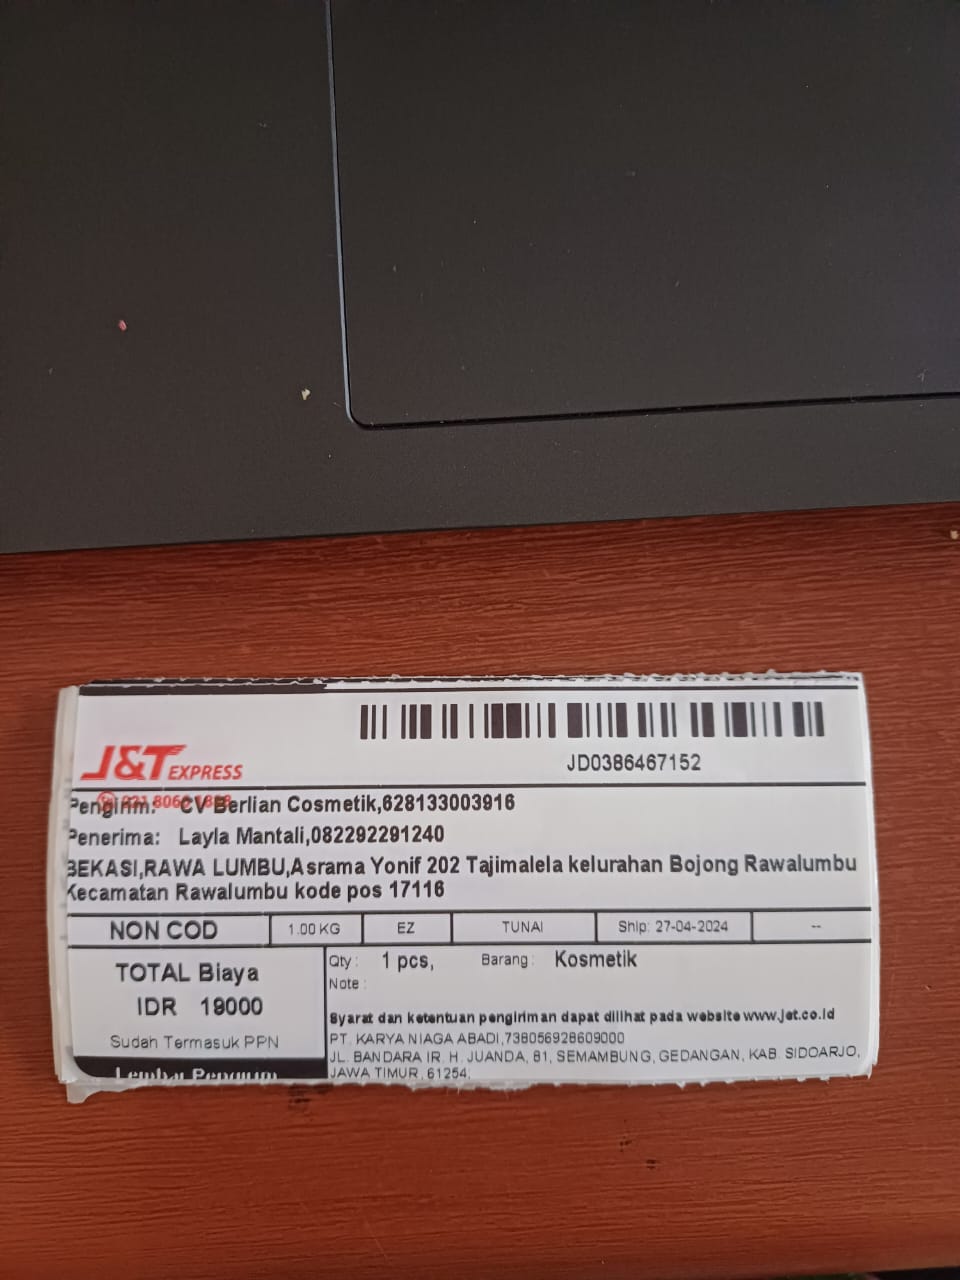 JD0386467152
J&T EXPRESS
Pengirim: CV Berlian Cosmetik,628133003916
Penerima: Layla Mantali,082292291240
BEKASI,RAWA LUMBU,Asrama Yonif 202 Tajimalela kelurahan Bojong Rawalumbu
Kecamatan Rawalumbu kode pos 17116
NON COD 1.00 KG EZ TUNAI Ship: 27-04-2024 --
TOTAL Biaya
IDR 19000
Sudah Termasuk PPN
Qty : 1 pcs, Barang : Kosmetik
Note :
Syarat dan ketentuan pengiriman dapat dilihat pada website www.jet.co.id
PT. KARYA NIAGA ABADI,738056928609000
JL. BANDARA IR. H. JUANDA, 81, SEMAMBUNG, GEDANGAN, KAB. SIDOARJO,
JAWA TIMUR, 61254,